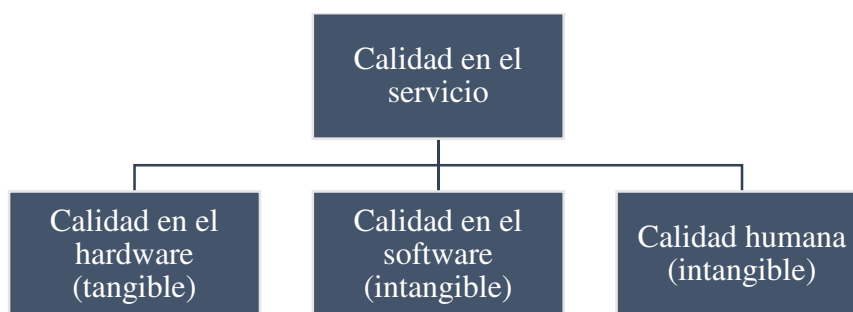 Calidad en el
servicio
Calidad en el
hardware
(tangible)
Calidad en el
software
(intangible)
Calidad humana
(intangible)